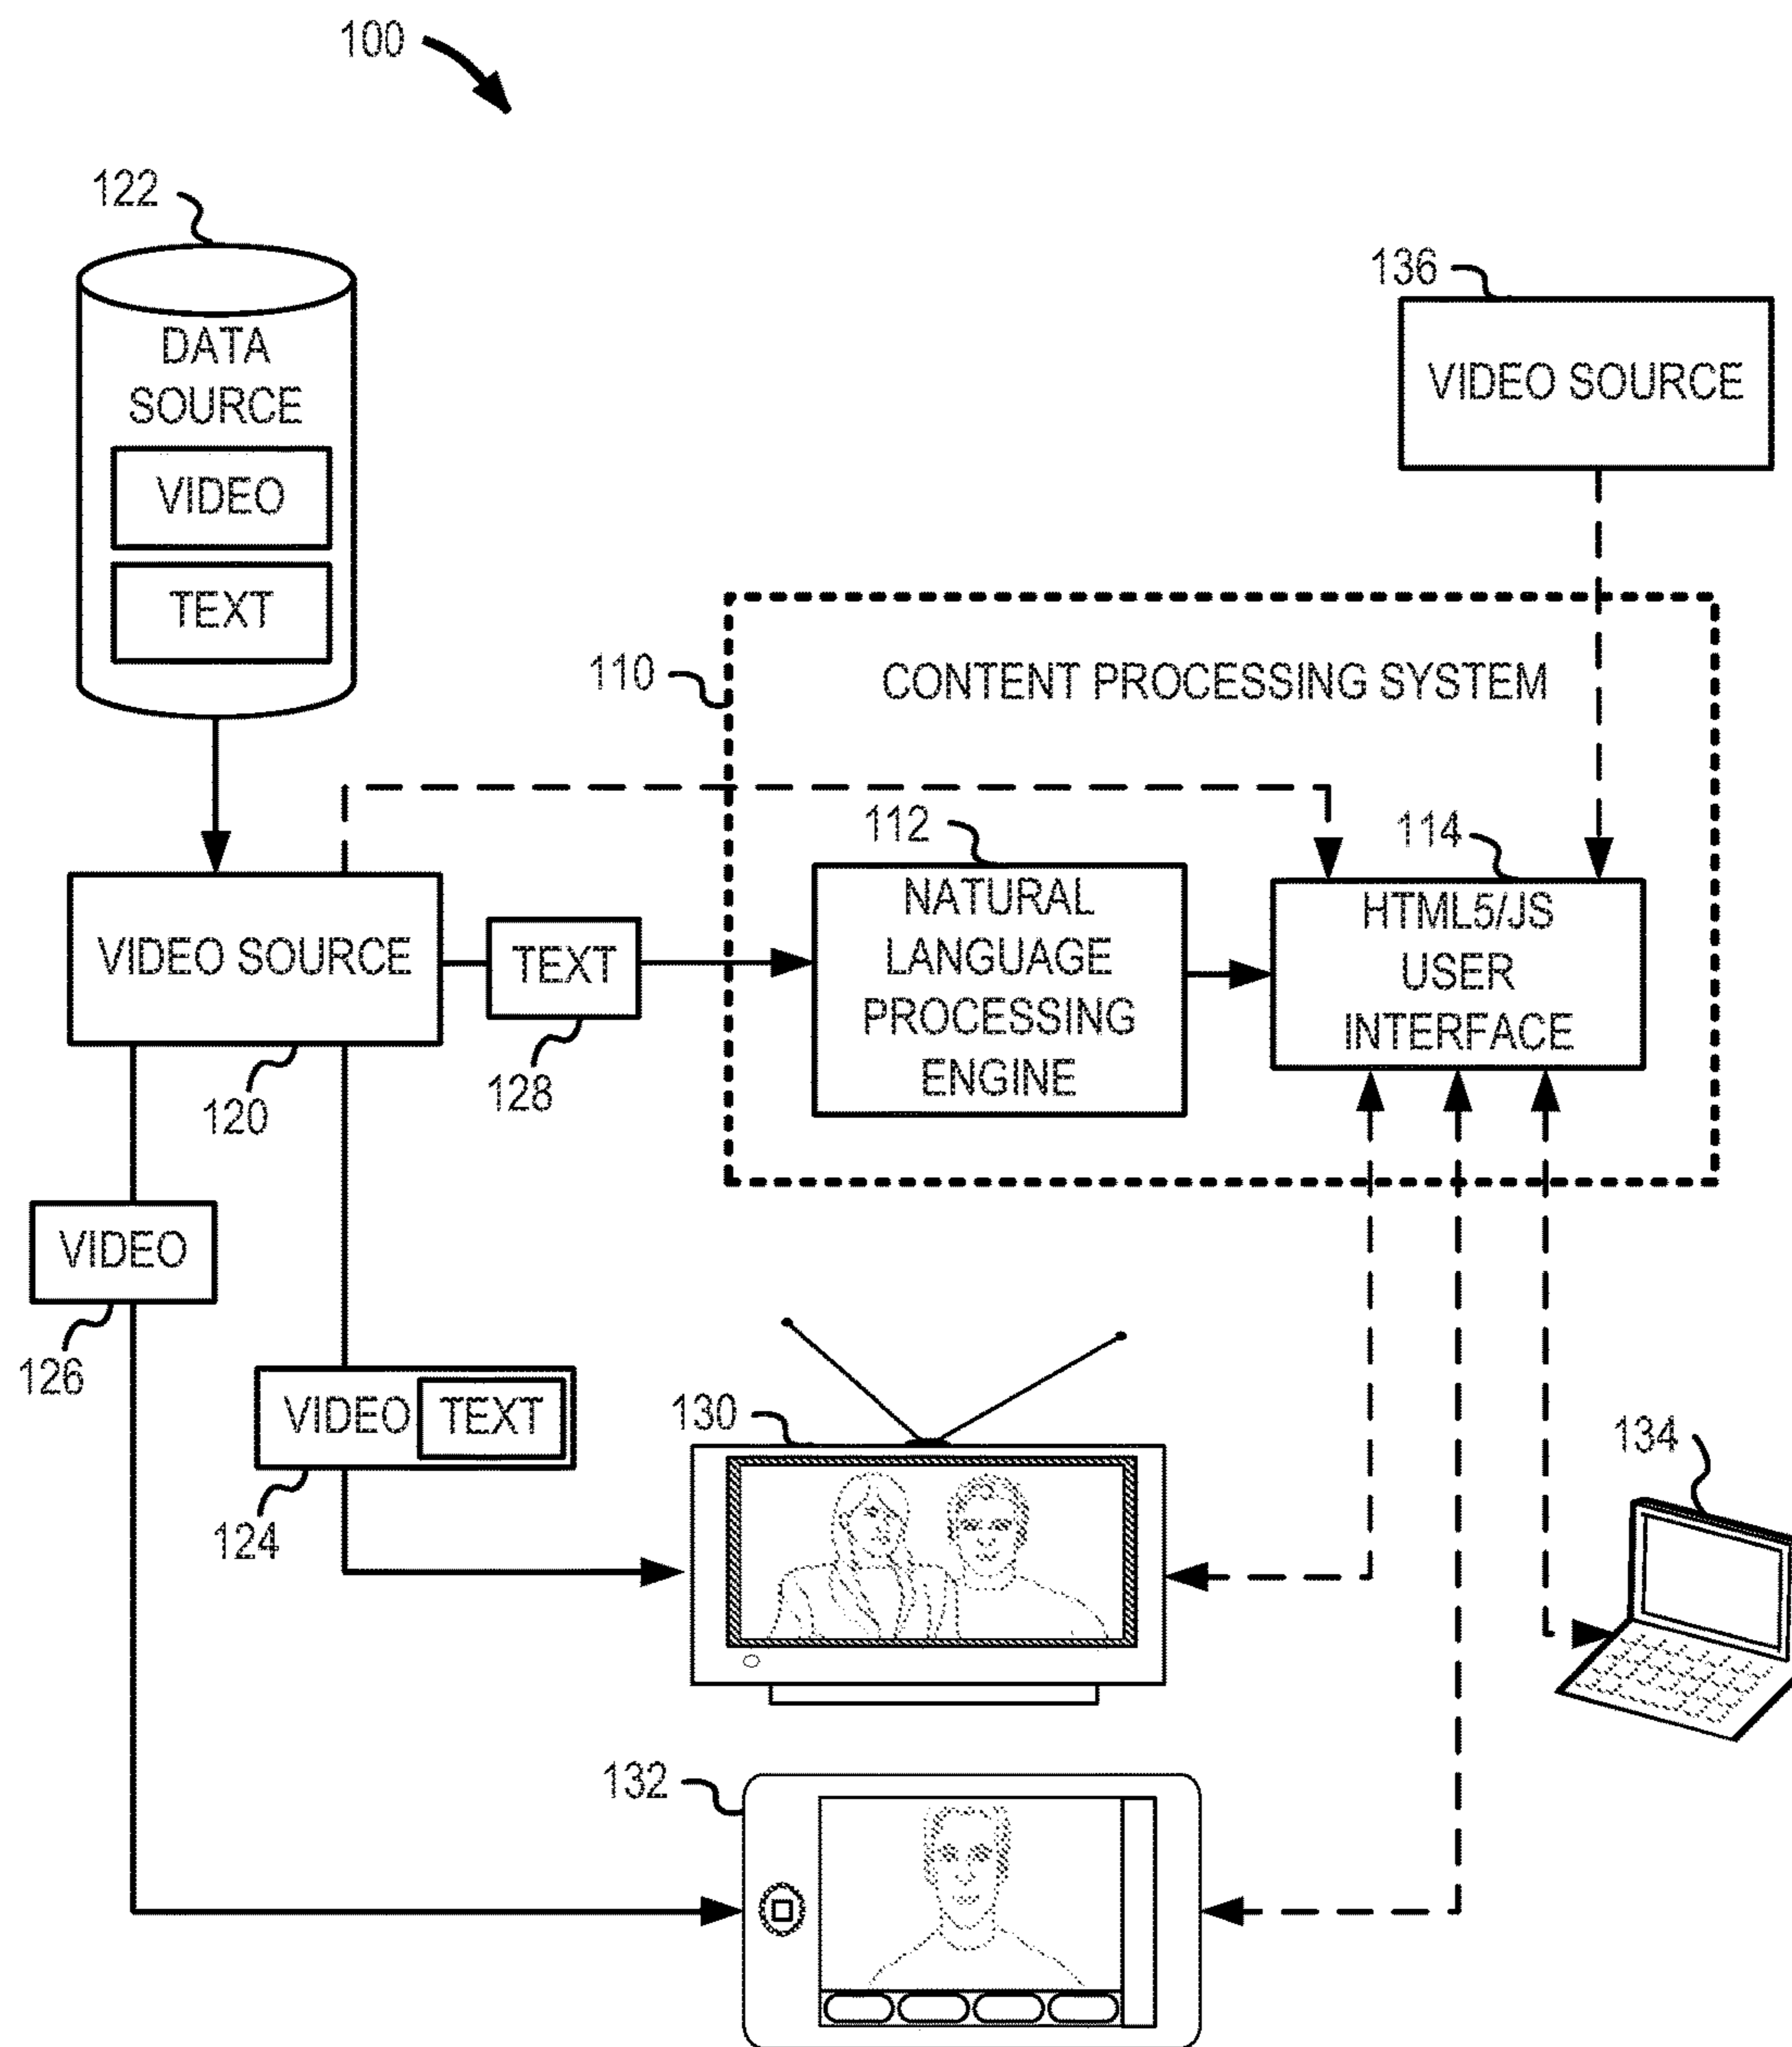 100
122
DATA
SOURCE
VIDEO
TEXT
136
VIDEO SOURCE
110
CONTENT PROCESSING SYSTEM
112
NATURAL
LANGUAGE
PROCESSING
ENGINE
114
HTML5/JS
USER
INTERFACE
VIDEO SOURCE
120
TEXT
128
VIDEO
126
VIDEO TEXT
124
130
134
132